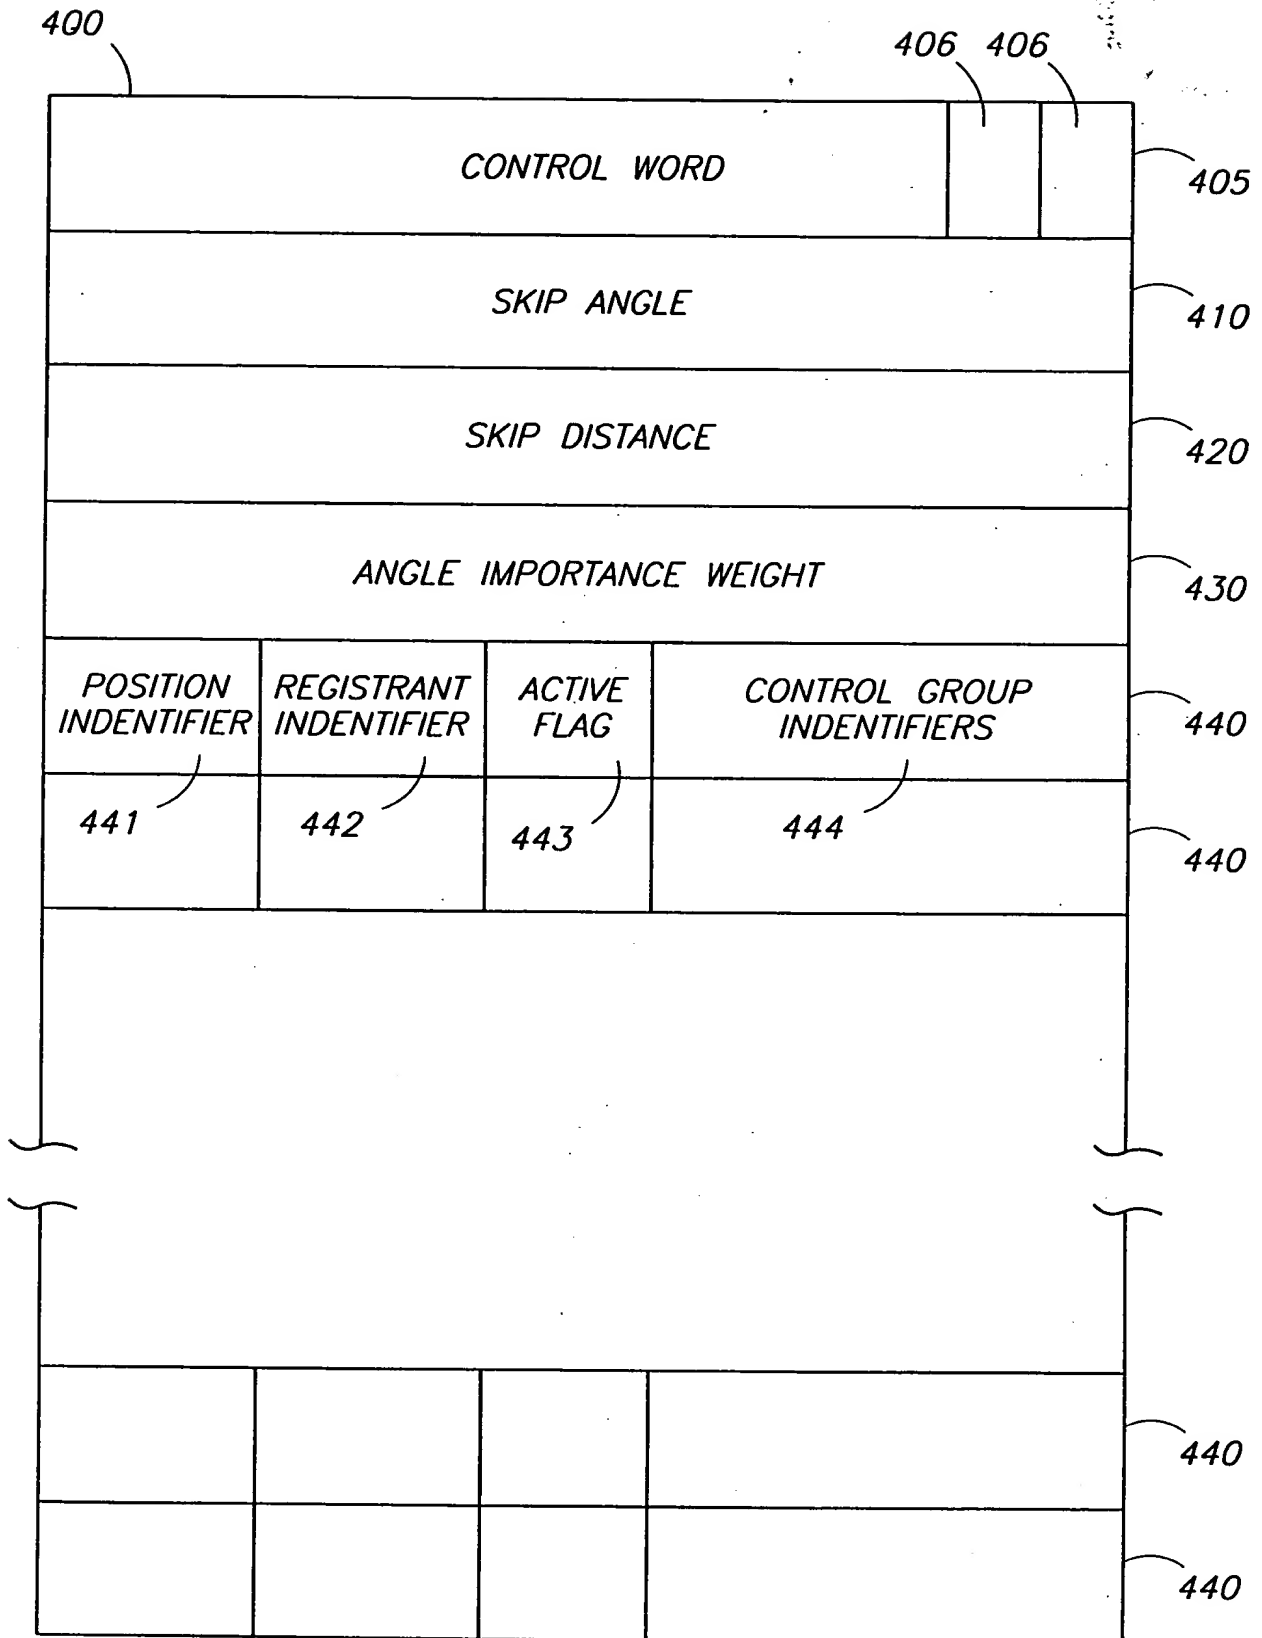 400
406 406
CONTROL WORD
405
SKIP ANGLE
410
SKIP DISTANCE
420
ANGLE IMPORTANCE WEIGHT
430
POSITION
INDENTIFIER
REGISTRANT
INDENTIFIER
ACTIVE
FLAG
CONTROL GROUP
INDENTIFIERS
440
441
442
443
444
440
440
440